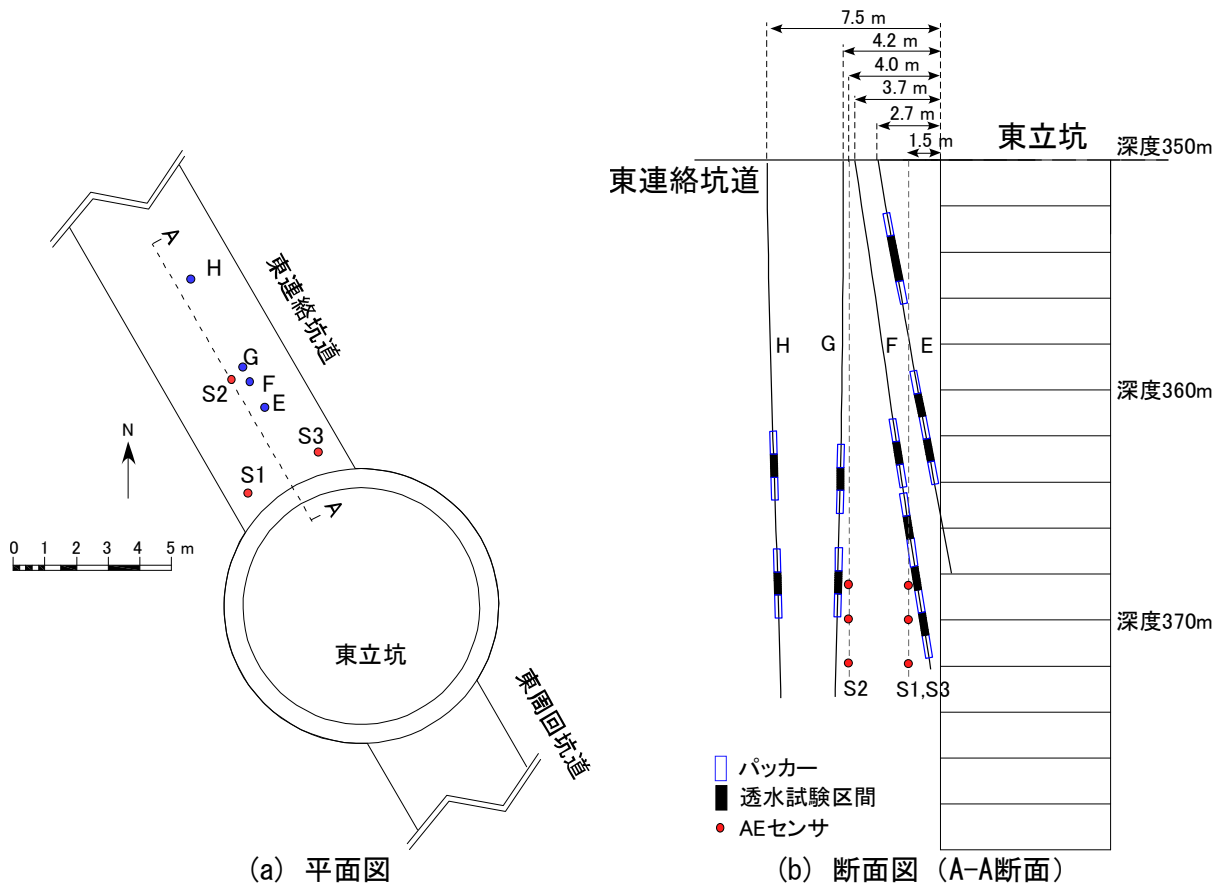 A
H
東連絡坑道
G
F
S2
E
N
S3
S1
A
0 1 2 3 4 5 m
東立坑
東周回坑道
(a) 平面図
7.5 m
4.2 m
4.0 m
3.7 m
2.7 m
1.5 m
東立坑
深度350m
東連絡坑道
H
G
F
E
深度360m
深度370m
S2
S1,S3
パッカー
透水試験区間
AEセンサ
(b) 断面図 (A-A断面)